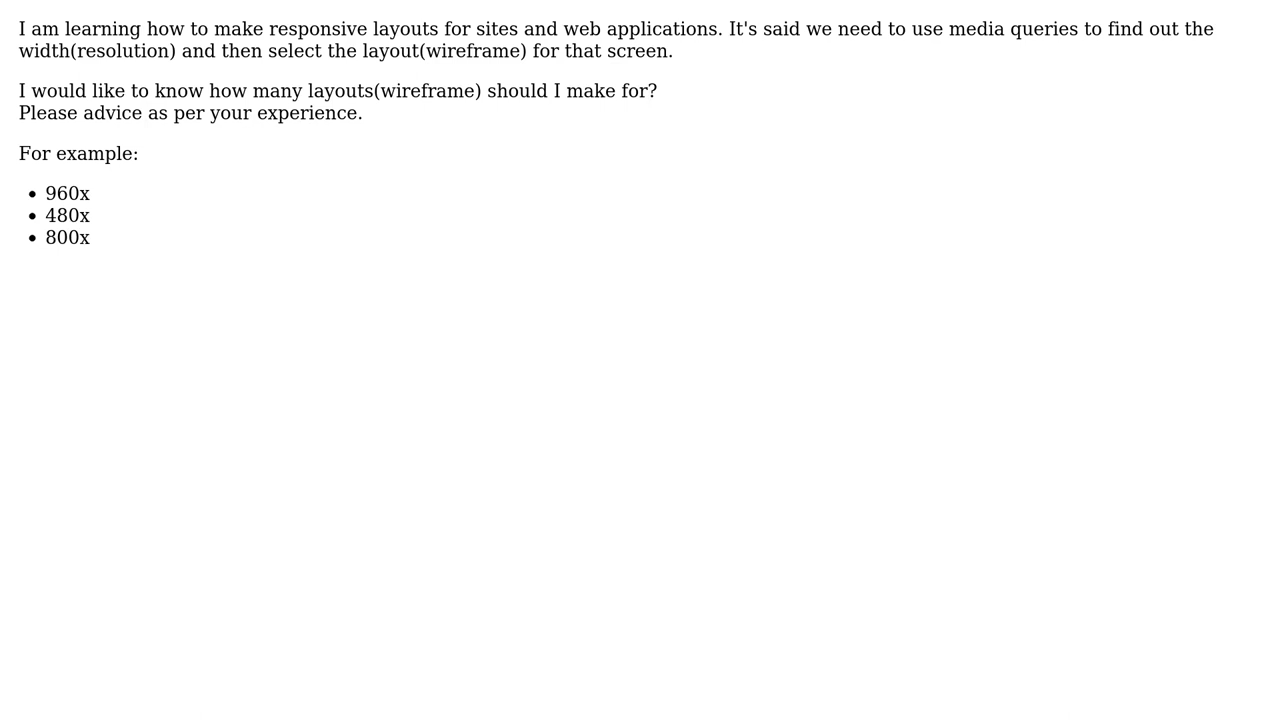 I am learning how to make responsive layouts for sites and web applications. It's said we need to use media queries to find out the
width(resolution) and then select the layout(wireframe) for that screen.
I would like to know how many layouts(wireframe) should I make for?
Please advice as per your experience.
For example:
• 960x
• 480x
• 800x